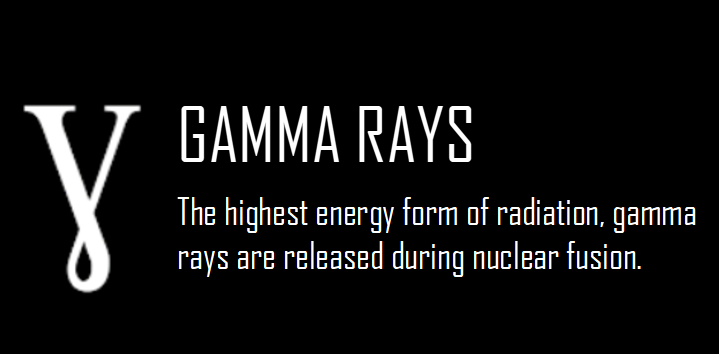 γ
GAMMA RAYS
The highest energy form of radiation, gamma
rays are released during nuclear fusion.